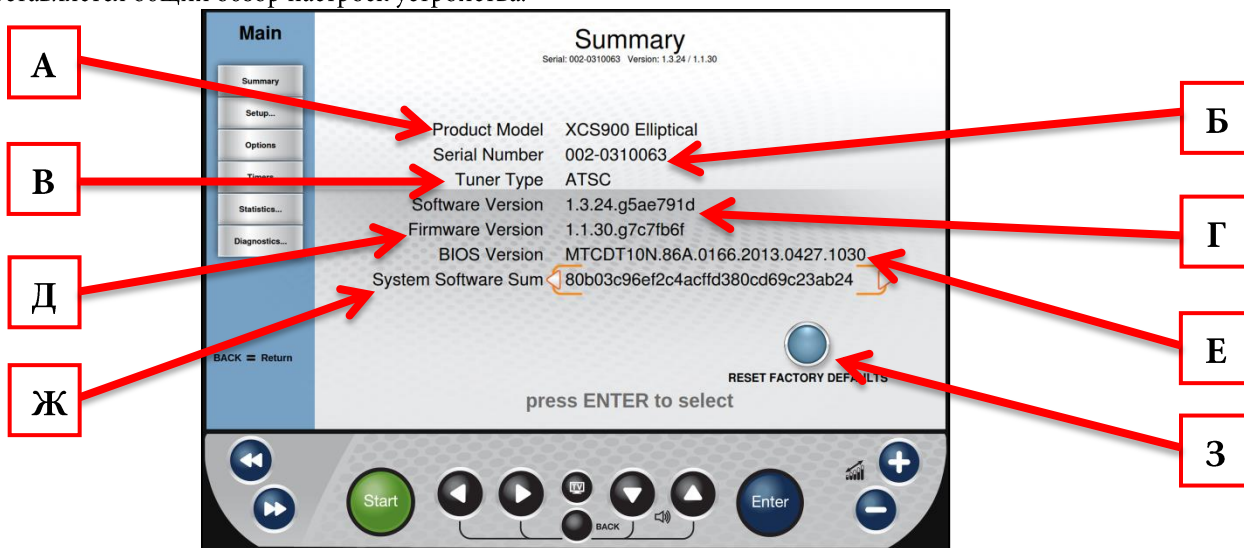 Main
Summary
Serial: 002-0310063 Version: 1.3.24 / 1.1.30
А
Summary
Setup...
Options
Timers
Statistics...
Diagnostics...
BACK = Return
В
Д
Ж
Product Model XCS900 Elliptical
Serial Number 002-0310063
Tuner Type ATSC
Software Version 1.3.24.g5ae791d
Firmware Version 1.1.30.g7c7fb6f
BIOS Version MTCDT10N.86A.0166.2013.0427.1030
System Software Sum 80b03c96ef2c4acffd380cd69c23ab24
RESET FACTORY DEFAULTS
press ENTER to select
Б
Г
Е
З
Start
TV
BACK
Enter